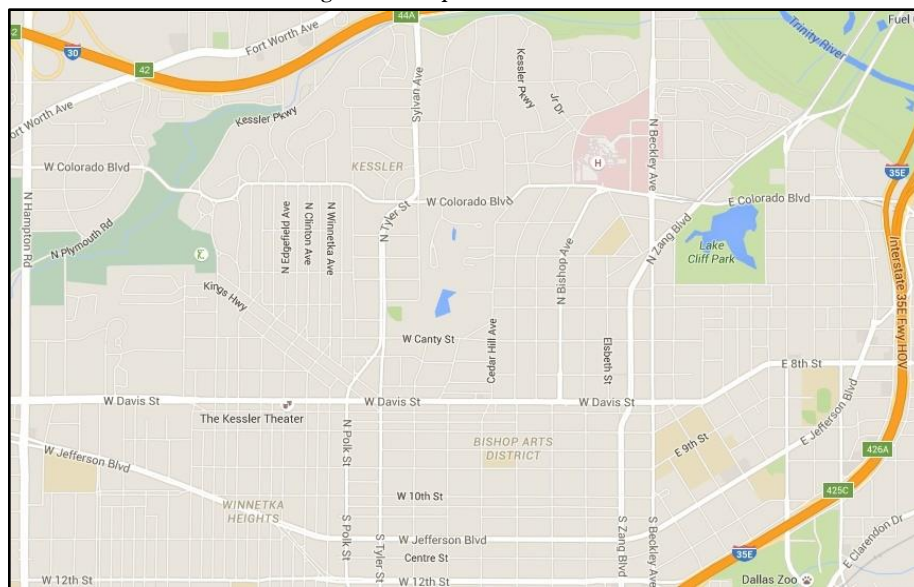 44A
Fuel
30
42
Fort Worth Ave
Trinity River
Sylvan Ave
Kessler Pkwy
Jr Dr
Kessler Pkwy
N Beckley Ave
H
W Colorado Blvd
KESSLER
35E
N Hampton Rd
N Plymouth Rd
N Edgefield Ave
N Clinton Ave
N Winnetka Ave
N Tyler St
W Colorado Blvd
E Colorado Blvd
N Bishop Ave
N Zang Blvd
Lake
Cliff Park
Interstate 35E Fwy HOV
Kings Hwy
W Canty St
Cedar Hill Ave
Elsbeth St
E 8th St
W Davis St
W Davis St
W Davis St
The Kessler Theater
N Polk St
BISHOP ARTS
DISTRICT
E 9th St
E Jefferson Blvd
W Jefferson Blvd
426A
425C
W 10th St
WINNETKA
HEIGHTS
S Polk St
S Tyler St
W Jefferson Blvd
Centre St
S Zang Blvd
S Beckley Ave
35E
E Clarendon Dr
W 12th St
W 12th St
Dallas Zoo